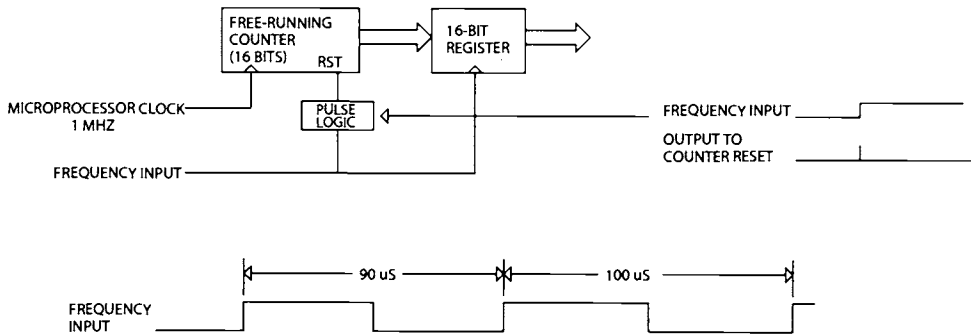 FREE-RUNNING
COUNTER
(16 BITS)
RST
16-BIT
REGISTER
MICROPROCESSOR CLOCK
1 MHZ
PULSE
LOGIC
FREQUENCY INPUT
FREQUENCY INPUT
OUTPUT TO
COUNTER RESET
90 uS
100 uS
FREQUENCY
INPUT